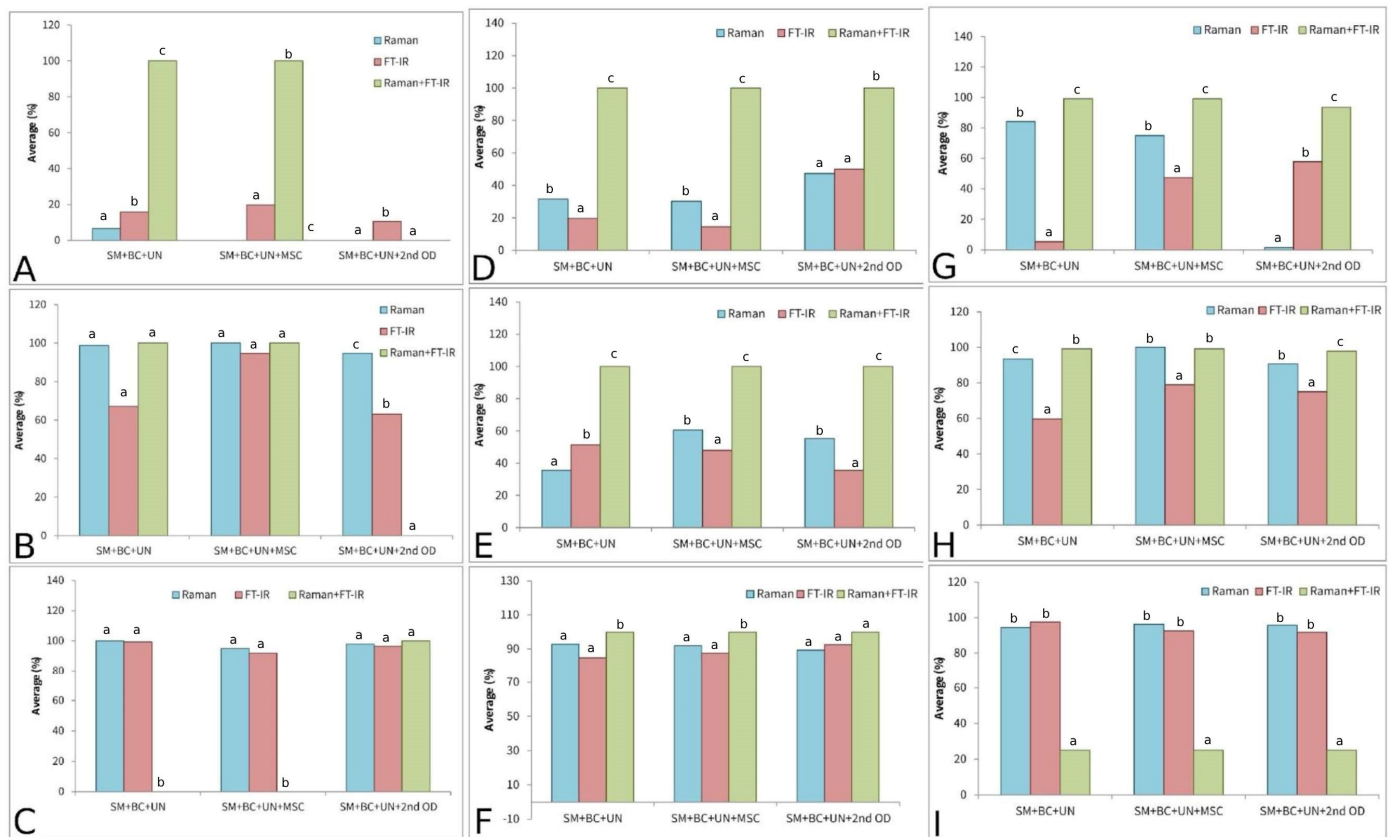 A
Average (%)
120
100
80
60
40
20
0
Raman
FT-IR
Raman+FT-IR
a b c
a b c
a b a
SM+BC+UN SM+BC+UN+MSC SM+BC+UN+2nd OD
B
Average (%)
120
100
80
60
40
20
0
Raman
FT-IR
Raman+FT-IR
a a a
a a a
c b a
SM+BC+UN SM+BC+UN+MSC SM+BC+UN+2nd OD
C
Average (%)
140
120
100
80
60
40
20
0
Raman FT-IR Raman+FT-IR
a a b
a a b
a a a
SM+BC+UN SM+BC+UN+MSC SM+BC+UN+2nd OD
D
Average (%)
140
120
100
80
60
40
20
0
Raman FT-IR Raman+FT-IR
b a c
b a c
a a b
SM+BC+UN SM+BC+UN+MSC SM+BC+UN+2nd OD
E
Average (%)
140
120
100
80
60
40
20
0
Raman FT-IR Raman+FT-IR
a b c
b a c
b a c
SM+BC+UN SM+BC+UN+MSC SM+BC+UN+2nd OD
F
Average (%)
130
110
90
70
50
30
10
-10
Raman FT-IR Raman+FT-IR
a a b
a a b
a a a
SM+BC+UN SM+BC+UN+MSC SM+BC+UN+2nd OD
G
Average (%)
140
120
100
80
60
40
20
0
Raman FT-IR Raman+FT-IR
b a c
b a c
a b c
SM+BC+UN SM+BC+UN+MSC SM+BC+UN+2nd OD
H
Average (%)
120
100
80
60
40
20
0
Raman FT-IR Raman+FT-IR
c a b
b a b
b a c
SM+BC+UN SM+BC+UN+MSC SM+BC+UN+2nd OD
I
Average (%)
120
100
80
60
40
20
0
Raman FT-IR Raman+FT-IR
b b a
b b a
b b a
SM+BC+UN SM+BC+UN+MSC SM+BC+UN+2nd OD